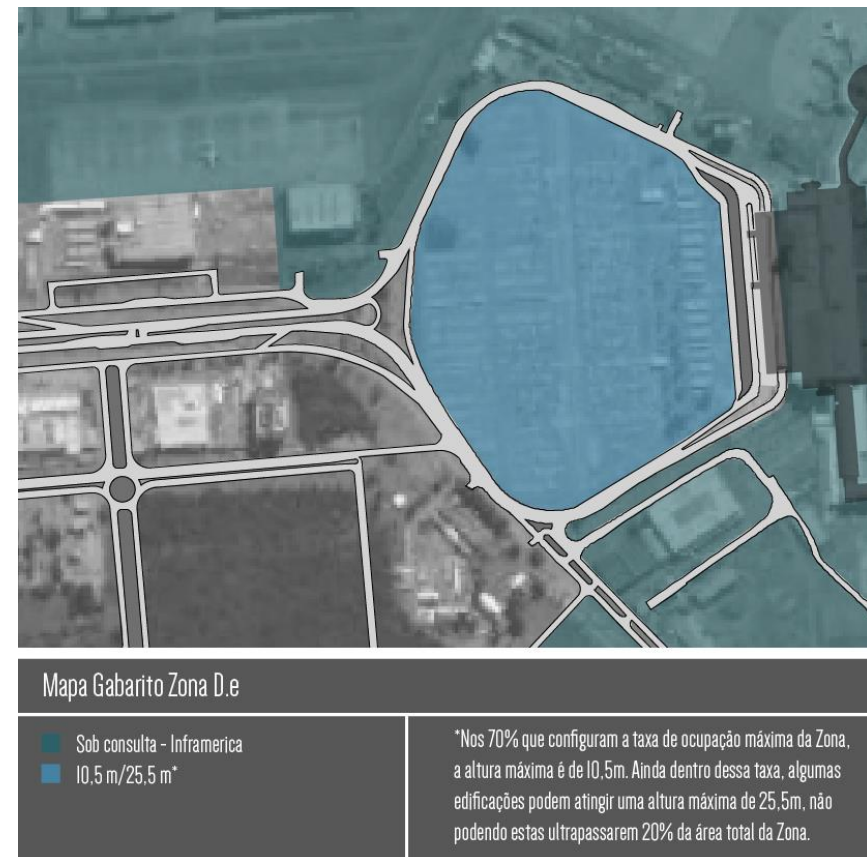 Mapa Gabarito Zona D.e
Sob consulta - Inframerica
10,5 m/25,5 m*
*Nos 70% que configuram a taxa de ocupação máxima da Zona,
a altura máxima é de 10,5m. Ainda dentro dessa taxa, algumas
edificações podem atingir uma altura máxima de 25,5m, não
podendo estas ultrapassarem 20% da área total da Zona.